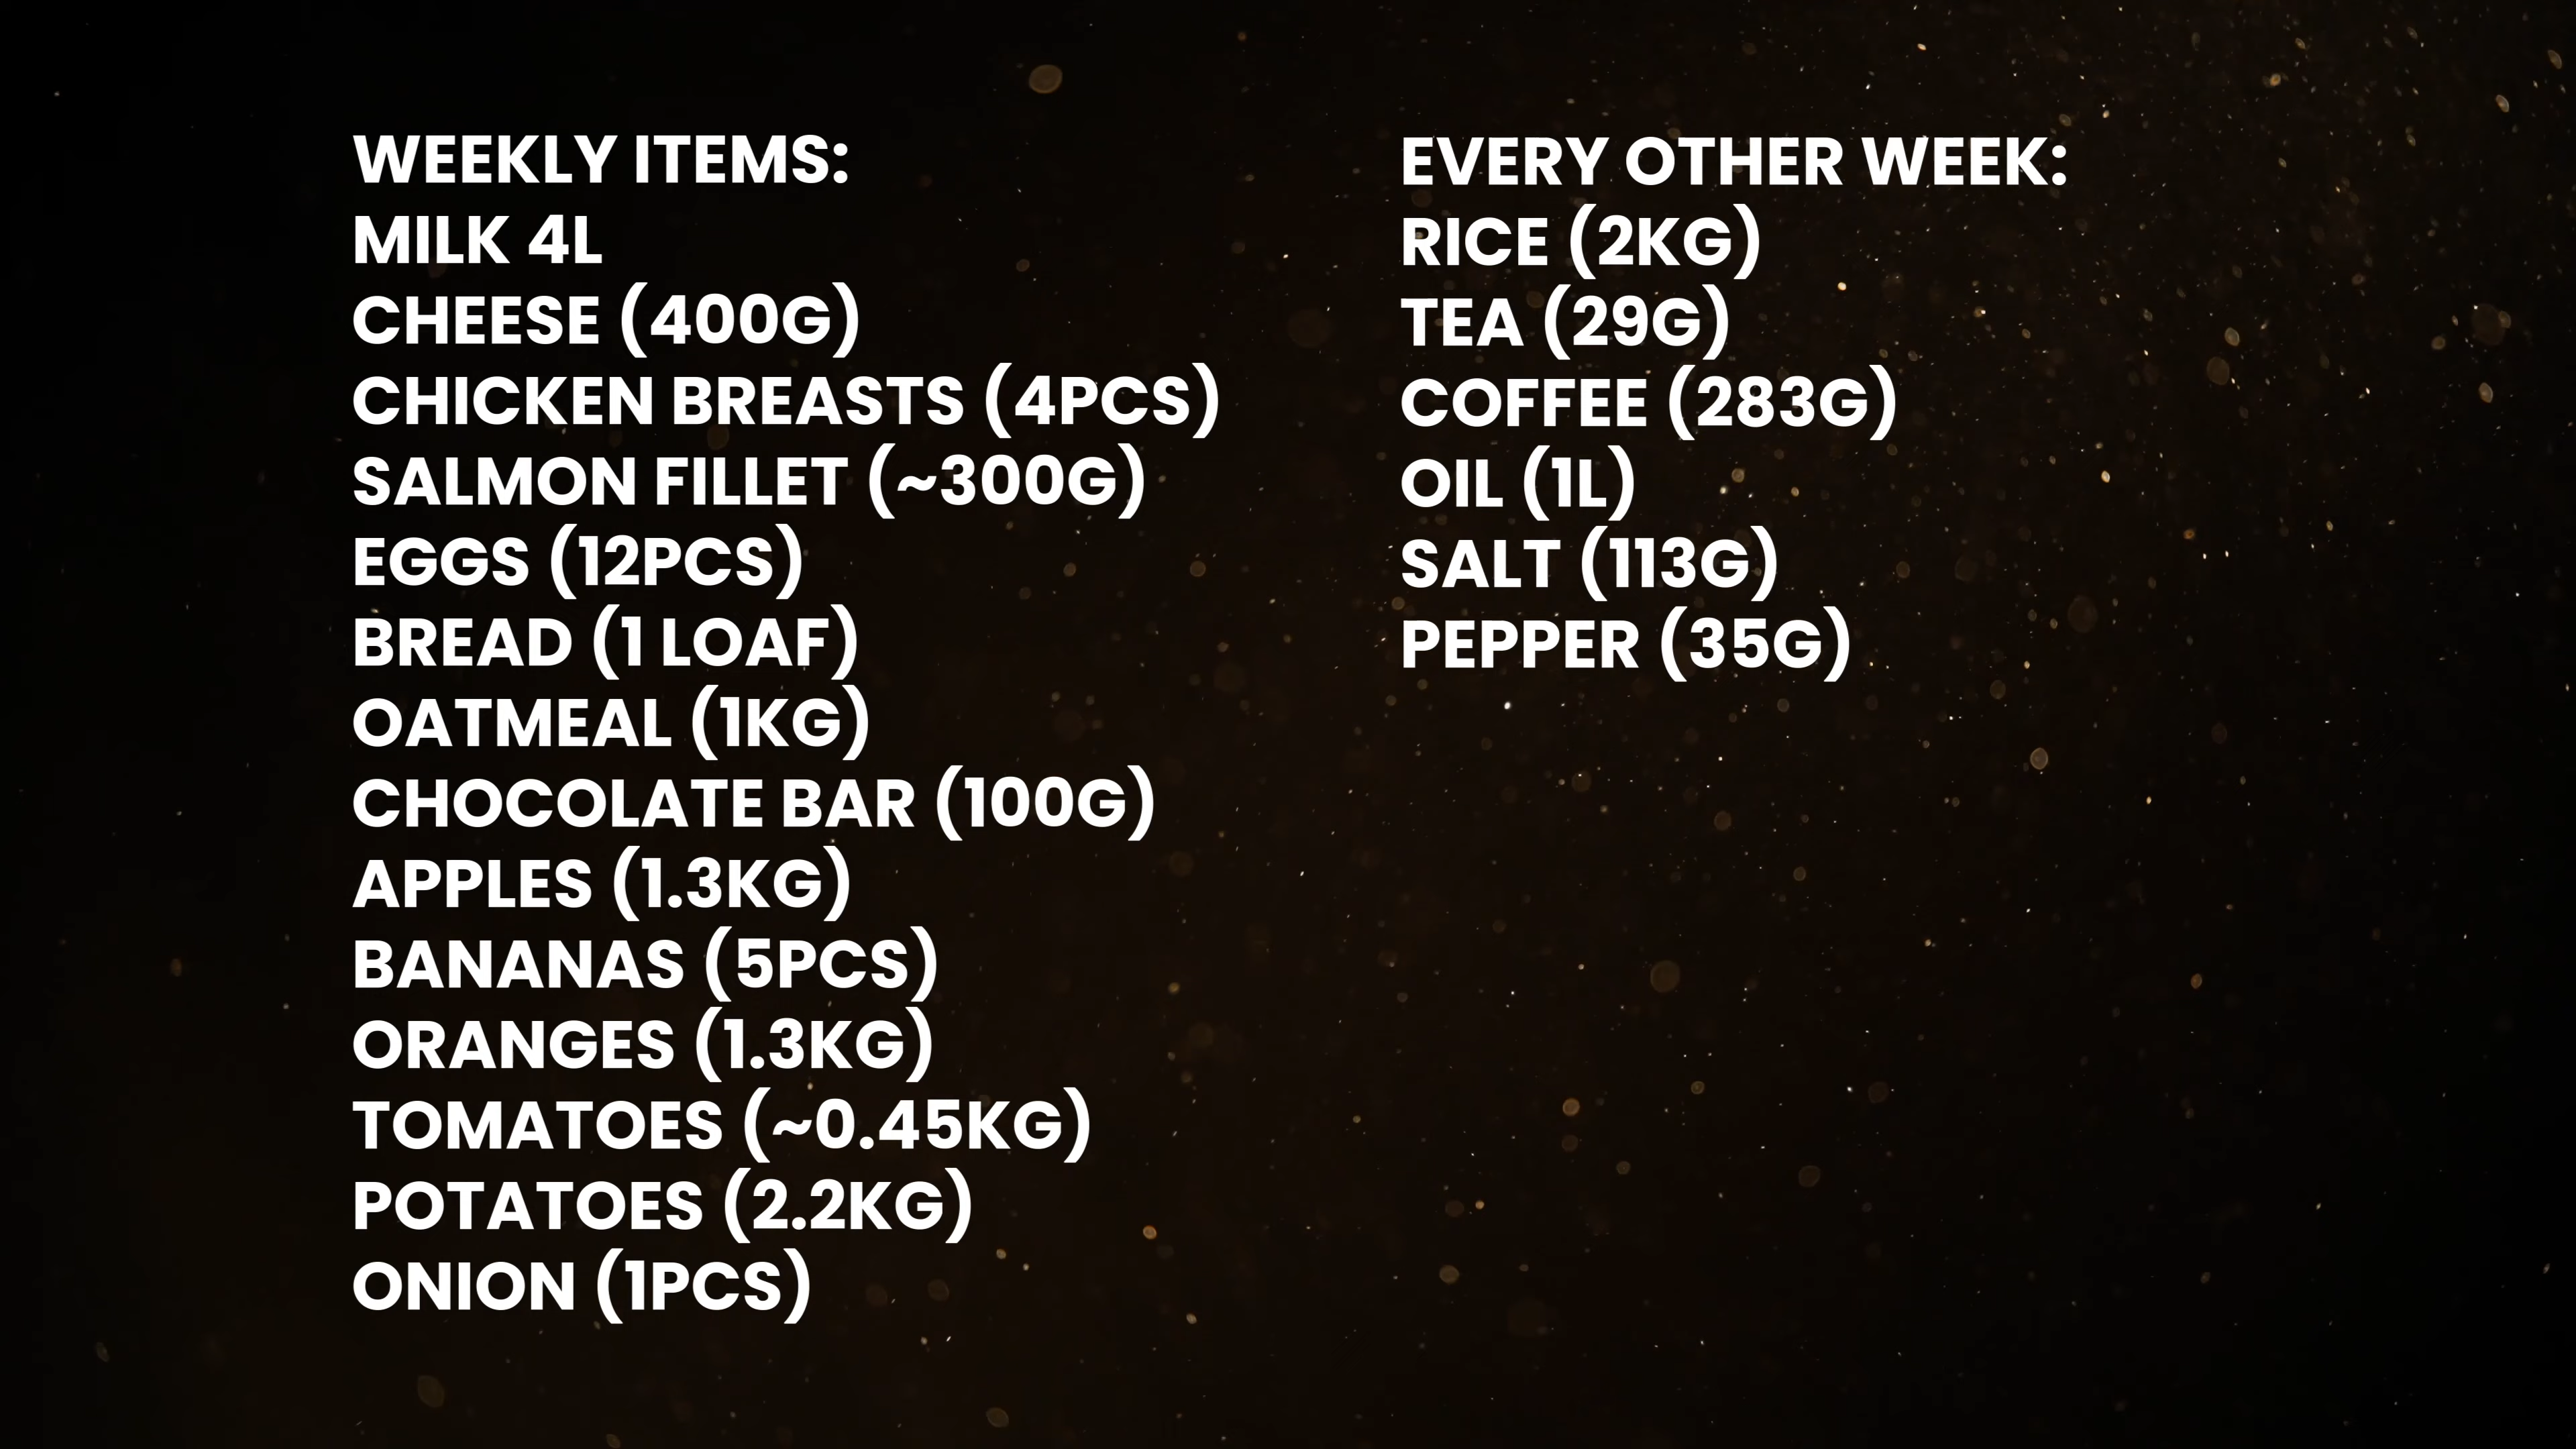 WEEKLY ITEMS:
MILK 4L
CHEESE (400G)
CHICKEN BREASTS (4PCS)
SALMON FILLET (~300G)
EGGS (12PCS)
BREAD (1 LOAF)
OATMEAL (1KG)
CHOCOLATE BAR (100G)
APPLES (1.3KG)
BANANAS (5PCS)
ORANGES (1.3KG)
TOMATOES (~0.45KG)
POTATOES (2.2KG)
ONION (1PCS)
EVERY OTHER WEEK:
RICE (2KG)
TEA (29G)
COFFEE (283G)
OIL (1L)
SALT (113G)
PEPPER (35G)